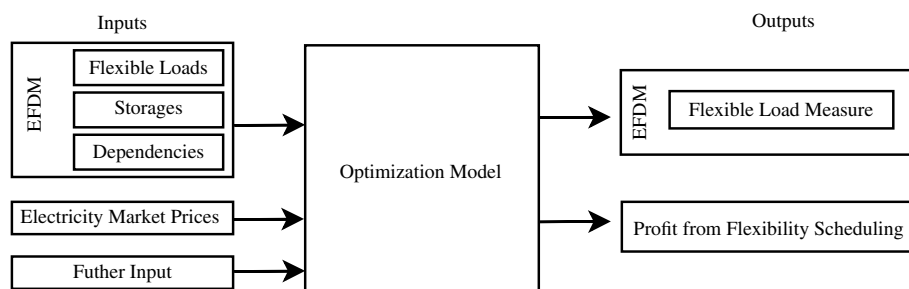 Inputs
Outputs
EFDM
Flexible Loads
Storages
Dependencies
Electricity Market Prices
Futher Input
Optimization Model
EFDM
Flexible Load Measure
Profit from Flexibility Scheduling